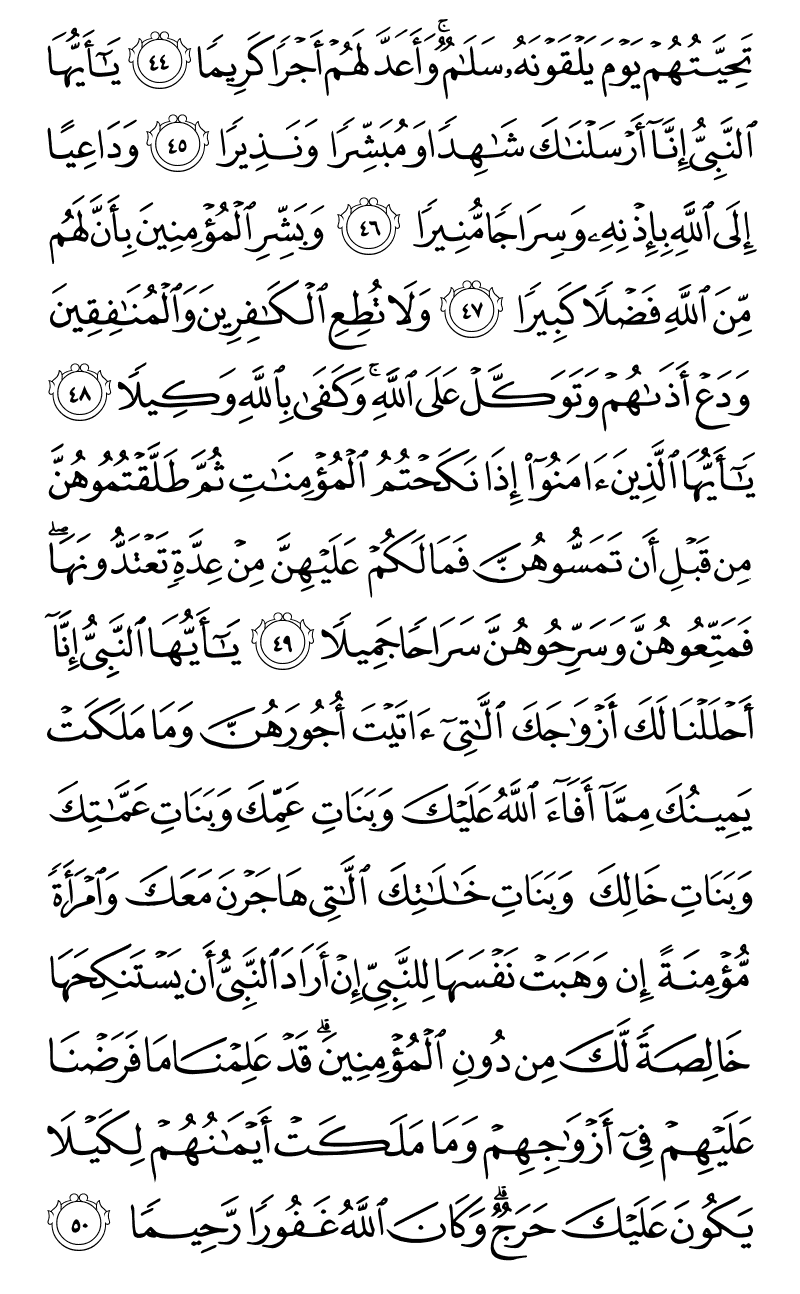 تَحِيَّتُهُمْ يَوْمَ يَلْقَوْنَهُۥ سَلَـٰمٌ ۚ وَأَعَدَّ لَهُمْ أَجْرًا كَرِيمًا ٤٤ يَـٰٓأَيُّهَا
ٱلنَّبِىُّ إِنَّآ أَرْسَلْنَـٰكَ شَـٰهِدًا وَمُبَشِّرًا وَنَذِيرًا ٤٥ وَدَاعِيًا
إِلَى ٱللَّهِ بِإِذْنِهِۦ وَسِرَاجًا مُّنِيرًا ٤٦ وَبَشِّرِ ٱلْمُؤْمِنِينَ بِأَنَّ لَهُم
مِّنَ ٱللَّهِ فَضْلًا كَبِيرًا ٤٧ وَلَا تُطِعِ ٱلْكَـٰفِرِينَ وَٱلْمُنَـٰفِقِينَ
وَدَعْ أَذَىٰهُمْ وَتَوَكَّلْ عَلَى ٱللَّهِ ۚ وَكَفَىٰ بِٱللَّهِ وَكِيلًا ٤٨
يَـٰٓأَيُّهَا ٱلَّذِينَ ءَامَنُوٓا۟ إِذَا نَكَحْتُمُ ٱلْمُؤْمِنَـٰتِ ثُمَّ طَلَّقْتُمُوهُنَّ
مِن قَبْلِ أَن تَمَسُّوهُنَّ فَمَا لَكُمْ عَلَيْهِنَّ مِنْ عِدَّةٍ تَعْتَدُّونَهَا ۖ
فَمَتِّعُوهُنَّ وَسَرِّحُوهُنَّ سَرَاحًا جَمِيلًا ٤٩ يَـٰٓأَيُّهَا ٱلنَّبِىُّ إِنَّآ
أَحْلَلْنَا لَكَ أَزْوَٰجَكَ ٱلَّـٰتِىٓ ءَاتَيْتَ أُجُورَهُنَّ وَمَا مَلَكَتْ
يَمِينُكَ مِمَّآ أَفَآءَ ٱللَّهُ عَلَيْكَ وَبَنَاتِ عَمِّكَ وَبَنَاتِ عَمَّـٰتِكَ
وَبَنَاتِ خَالِكَ وَبَنَاتِ خَـٰلَـٰتِكَ ٱلَّـٰتِى هَاجَرْنَ مَعَكَ وَٱمْرَأَةً
مُّؤْمِنَةً إِن وَهَبَتْ نَفْسَهَا لِلنَّبِىِّ إِنْ أَرَادَ ٱلنَّبِىُّ أَن يَسْتَنكِحَهَا
خَالِصَةً لَّكَ مِن دُونِ ٱلْمُؤْمِنِينَ ۗ قَدْ عَلِمْنَا مَا فَرَضْنَا
عَلَيْهِمْ فِىٓ أَزْوَٰجِهِمْ وَمَا مَلَكَتْ أَيْمَـٰنُهُمْ لِكَيْلَا
يَكُونَ عَلَيْكَ حَرَجٌ ۗ وَكَانَ ٱللَّهُ غَفُورًا رَّحِيمًا ٥٠